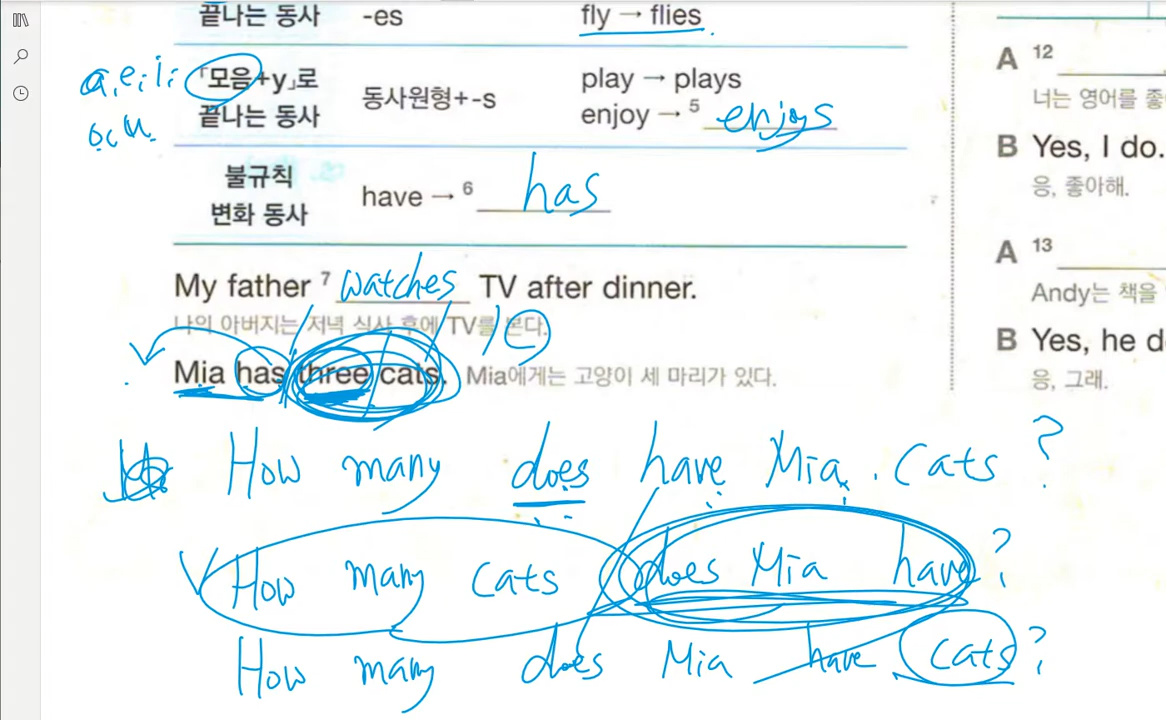 끝나는 동사 -es fly → flies
a, e, i, 「모음+y」로
o, u 끝나는 동사 동사원형+-s play → plays
enjoy → 5 enjoys
불규칙
변화 동사 have → 6 has
My father 7 watches TV after dinner.
나의 아버지는 저녁 식사 후에 TV를 본다.
Mia has three cats. Mia에게는 고양이 세 마리가 있다.
How many does have Mia cats?
How many cats does Mia have?
How many does Mia have cats?
A 12
너는 영어를 좋
B Yes, I do.
응, 좋아해.
A 13
Andy는 책을
B Yes, he d
응, 그래.